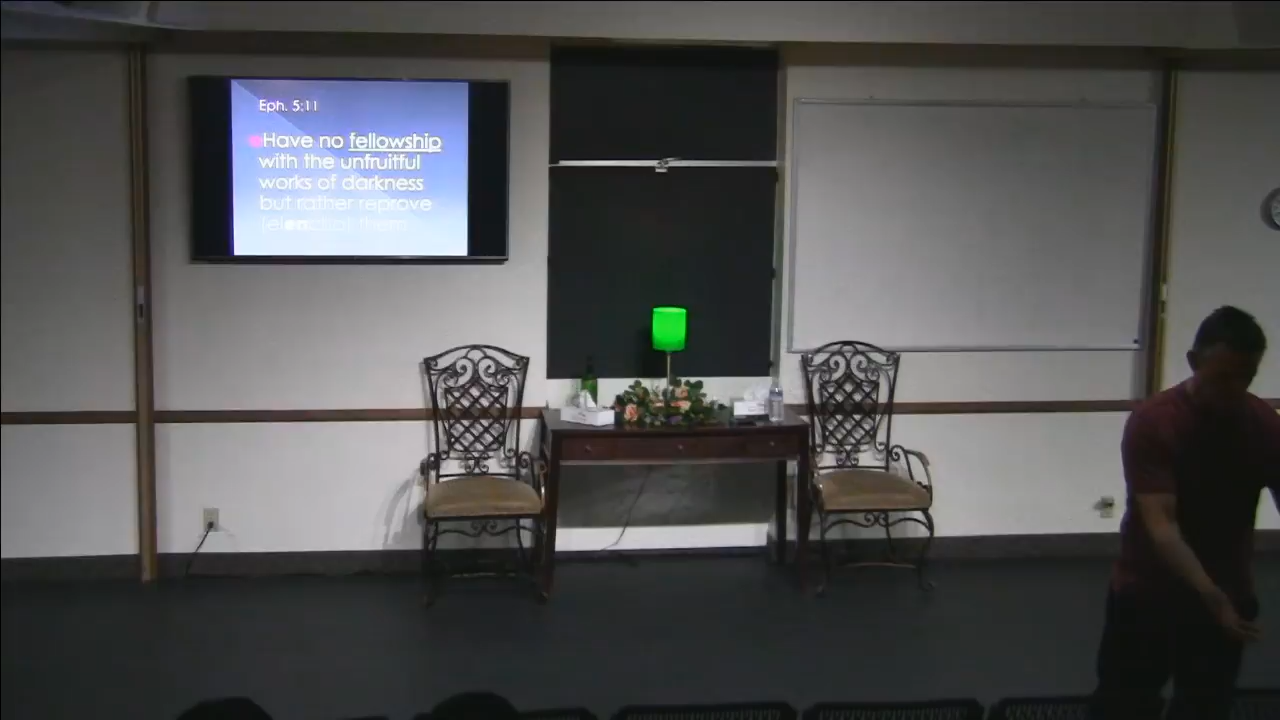 Eph. 5:11
Have no fellowship
with the unfruitful
works of darkness
but rather reprove